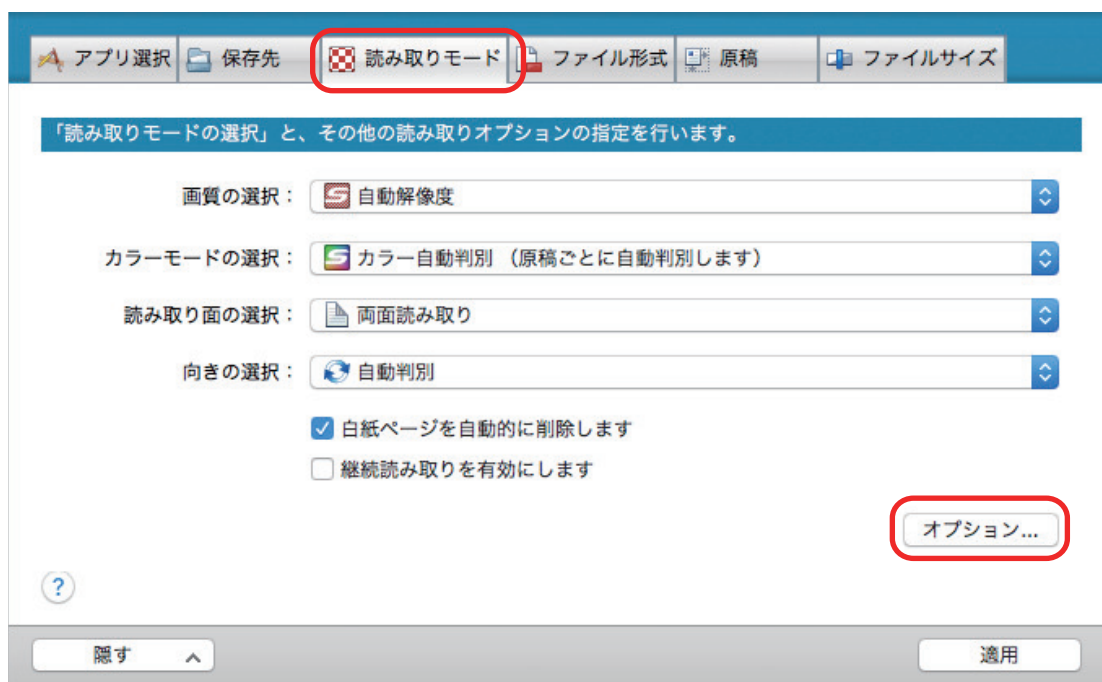 アプリ選択 保存先 読み取りモード ファイル形式 原稿 ファイルサイズ
「読み取りモードの選択」と、その他の読み取りオプションの指定を行います。
画質の選択： 自動解像度
カラーモードの選択： カラー自動判別 （原稿ごとに自動判別します）
読み取り面の選択： 両面読み取り
向きの選択： 自動判別
白紙ページを自動的に削除します
継続読み取りを有効にします
オプション...
?
隠す 適用